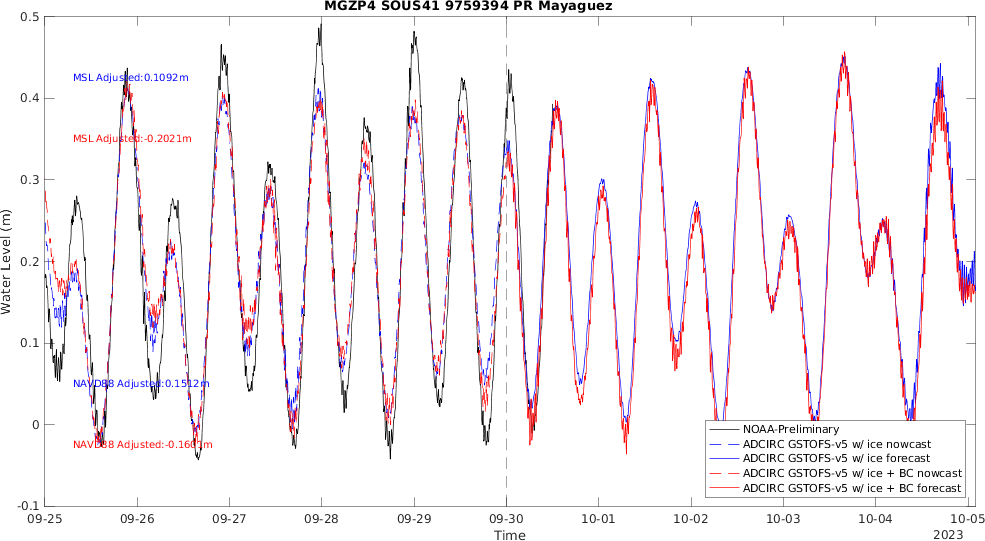 MGZP4 SOUS41 9759394 PR Mayaguez
0.5
0.4
0.3
0.2
0.1
0
-0.1
Water Level (m)
MSL Adjusted:0.1092m
MSL Adjusted:-0.2021m
NAVD88 Adjusted:0.1512m
NAVD88 Adjusted:-0.1601m
NOAA-Preliminary
ADCIRC GSTOFS-v5 w/ ice nowcast
ADCIRC GSTOFS-v5 w/ ice forecast
ADCIRC GSTOFS-v5 w/ ice + BC nowcast
ADCIRC GSTOFS-v5 w/ ice + BC forecast
09-25 09-26 09-27 09-28 09-29 09-30 10-01 10-02 10-03 10-04 10-05
Time
2023